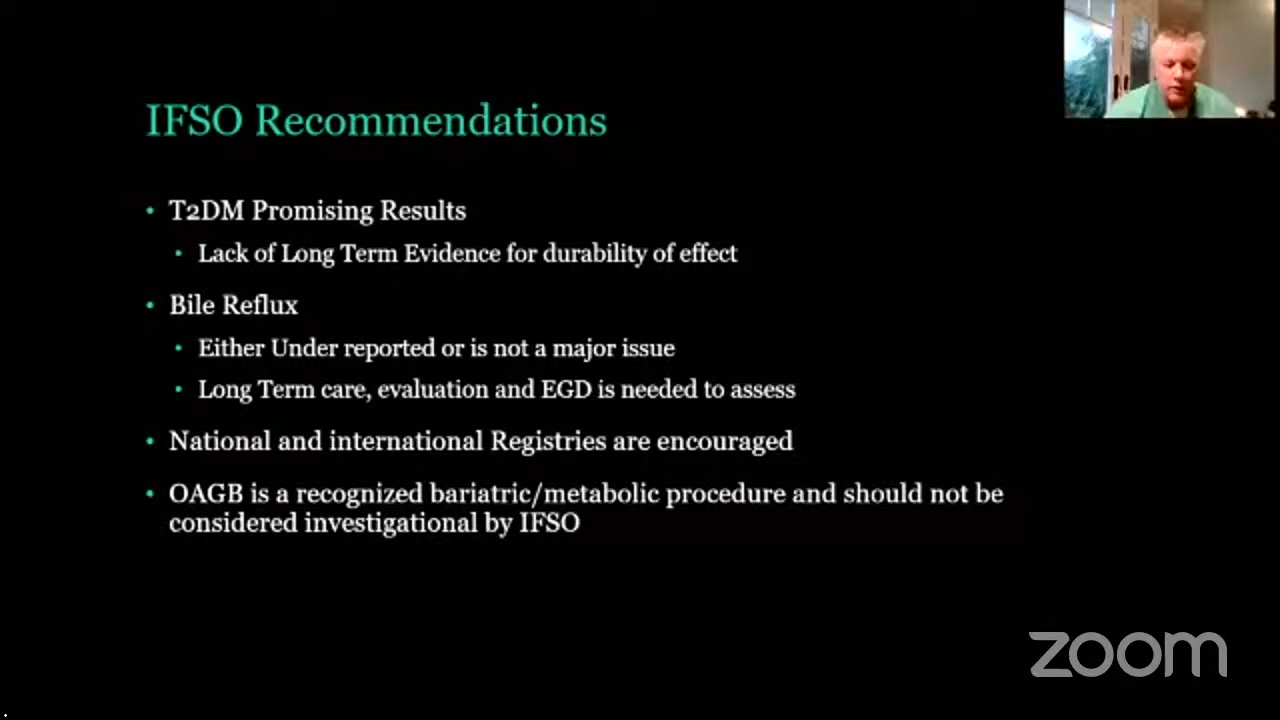 IFSO Recommendations
• T2DM Promising Results
• Lack of Long Term Evidence for durability of effect
• Bile Reflux
• Either Under reported or is not a major issue
• Long Term care, evaluation and EGD is needed to assess
• National and international Registries are encouraged
• OAGB is a recognized bariatric/metabolic procedure and should not be
considered investigational by IFSO
zoom